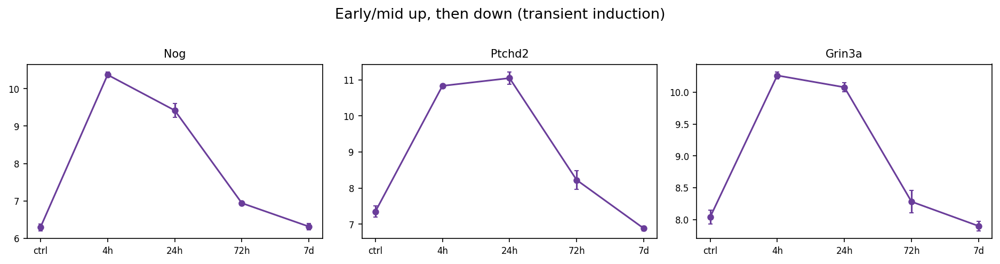 Early/mid up, then down (transient induction)
Nog
10
9
8
7
6
ctrl 4h 24h 72h 7d
Ptchd2
11
10
9
8
7
ctrl 4h 24h 72h 7d
Grin3a
10.0
9.5
9.0
8.5
8.0
ctrl 4h 24h 72h 7d